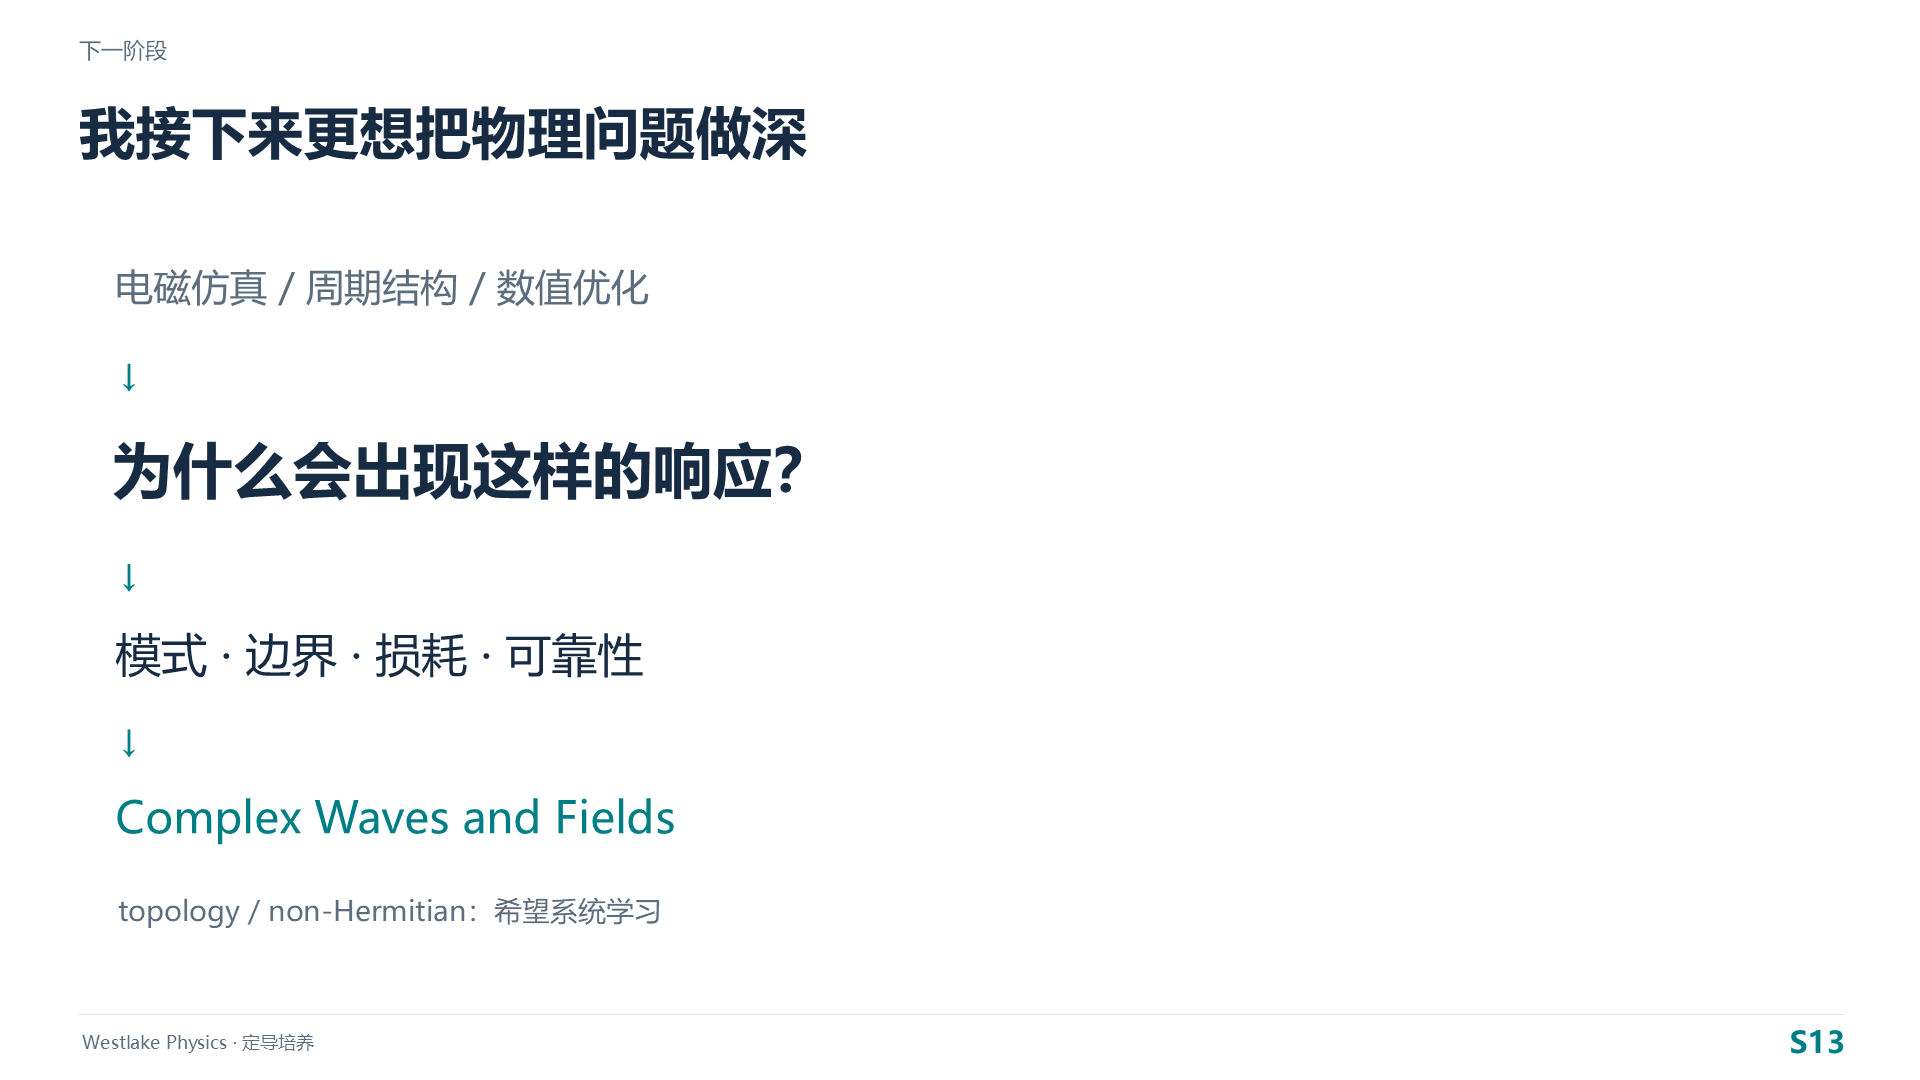 下一阶段
我接下来更想把物理问题做深
电磁仿真 / 周期结构 / 数值优化
↓
为什么会出现这样的响应？
↓
模式 · 边界 · 损耗 · 可靠性
↓
Complex Waves and Fields
topology / non-Hermitian：希望系统学习
Westlake Physics · 定导培养
S13